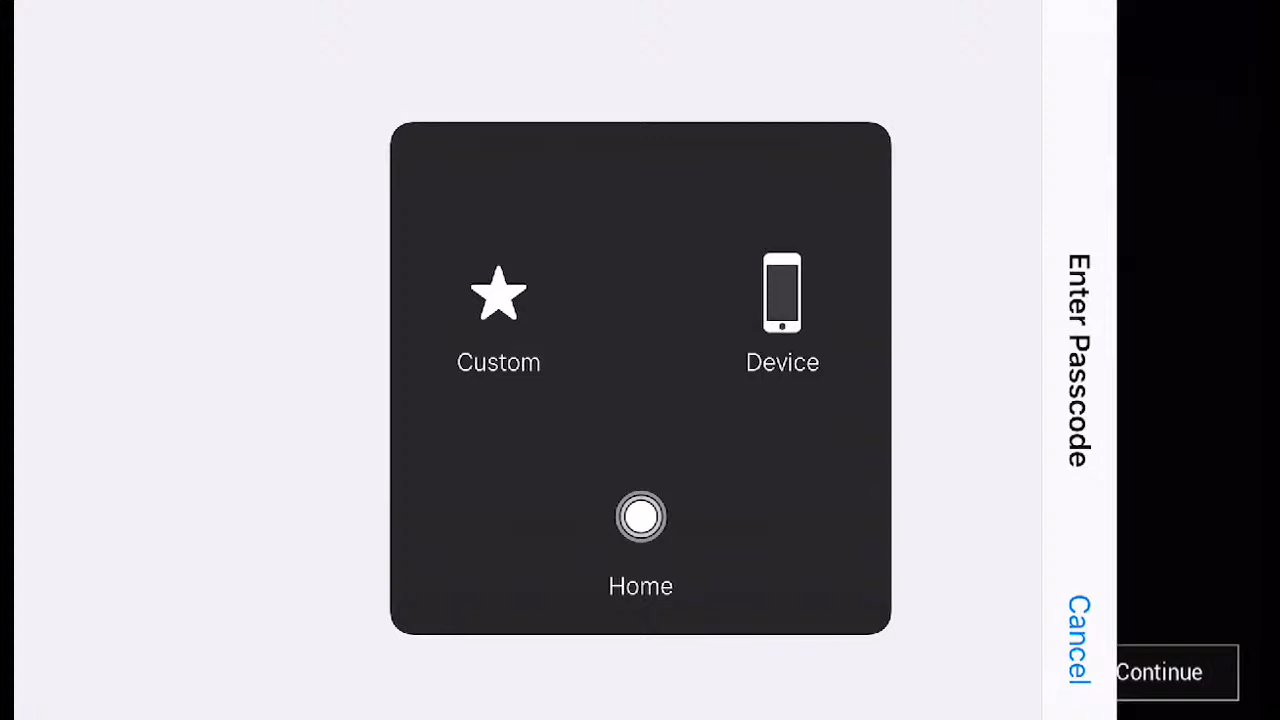 Custom
Device
Home
Enter Passcode
Cancel
Continue